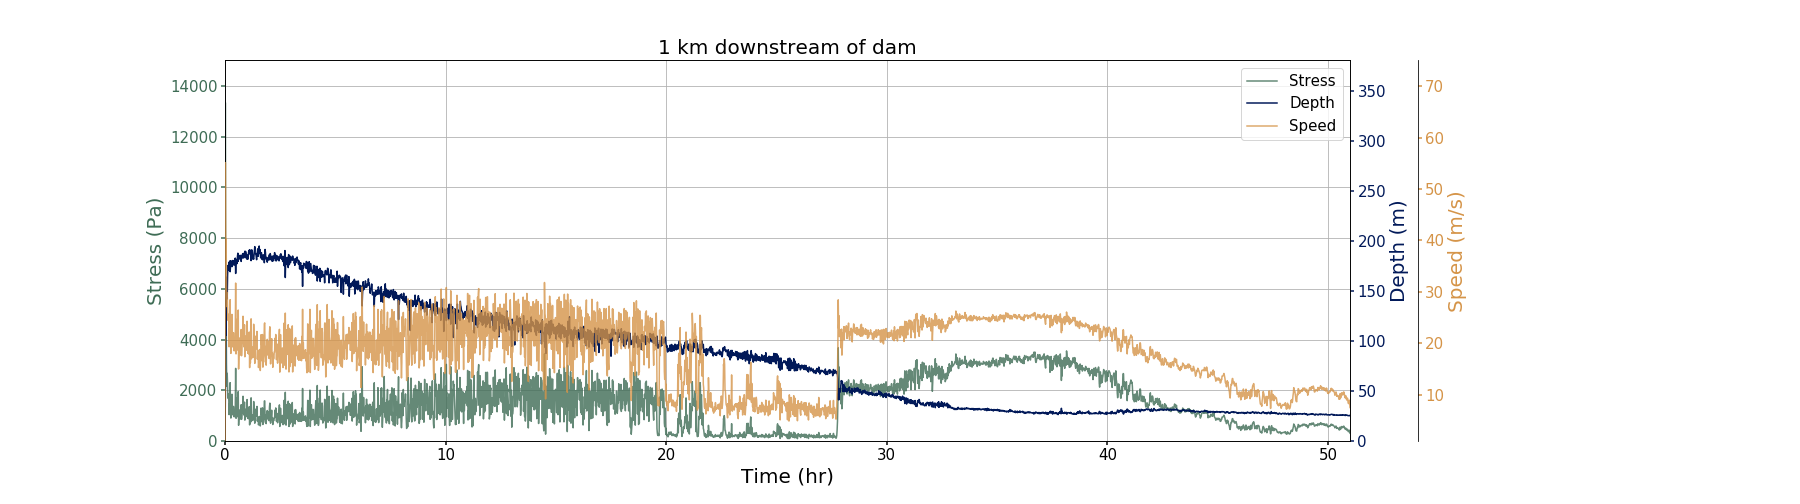 1 km downstream of dam
Stress
Depth
Speed
14000
12000
10000
8000
6000
4000
2000
0
Stress (Pa)
350
300
250
200
150
100
50
0
Depth (m)
70
60
50
40
30
20
10
Speed (m/s)
0 10 20 30 40 50
Time (hr)